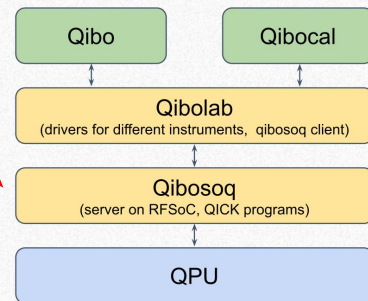 Qibo
Qibocal
Qibolab
(drivers for different instruments, qibosoq client)
Qibosoq
(server on RFSoC, QICK programs)
QPU